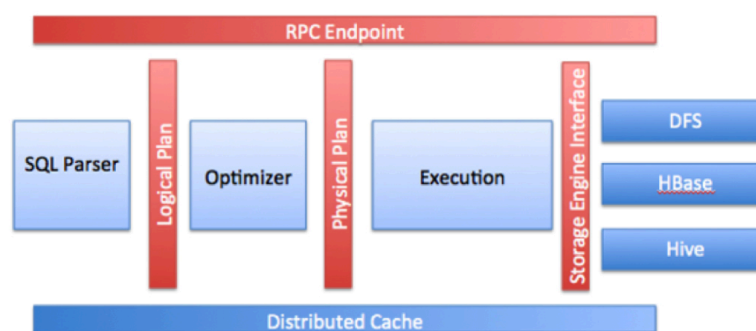 RPC Endpoint
SQL Parser
Logical Plan
Optimizer
Physical Plan
Execution
Storage Engine Interface
DFS
HBase
Hive
Distributed Cache